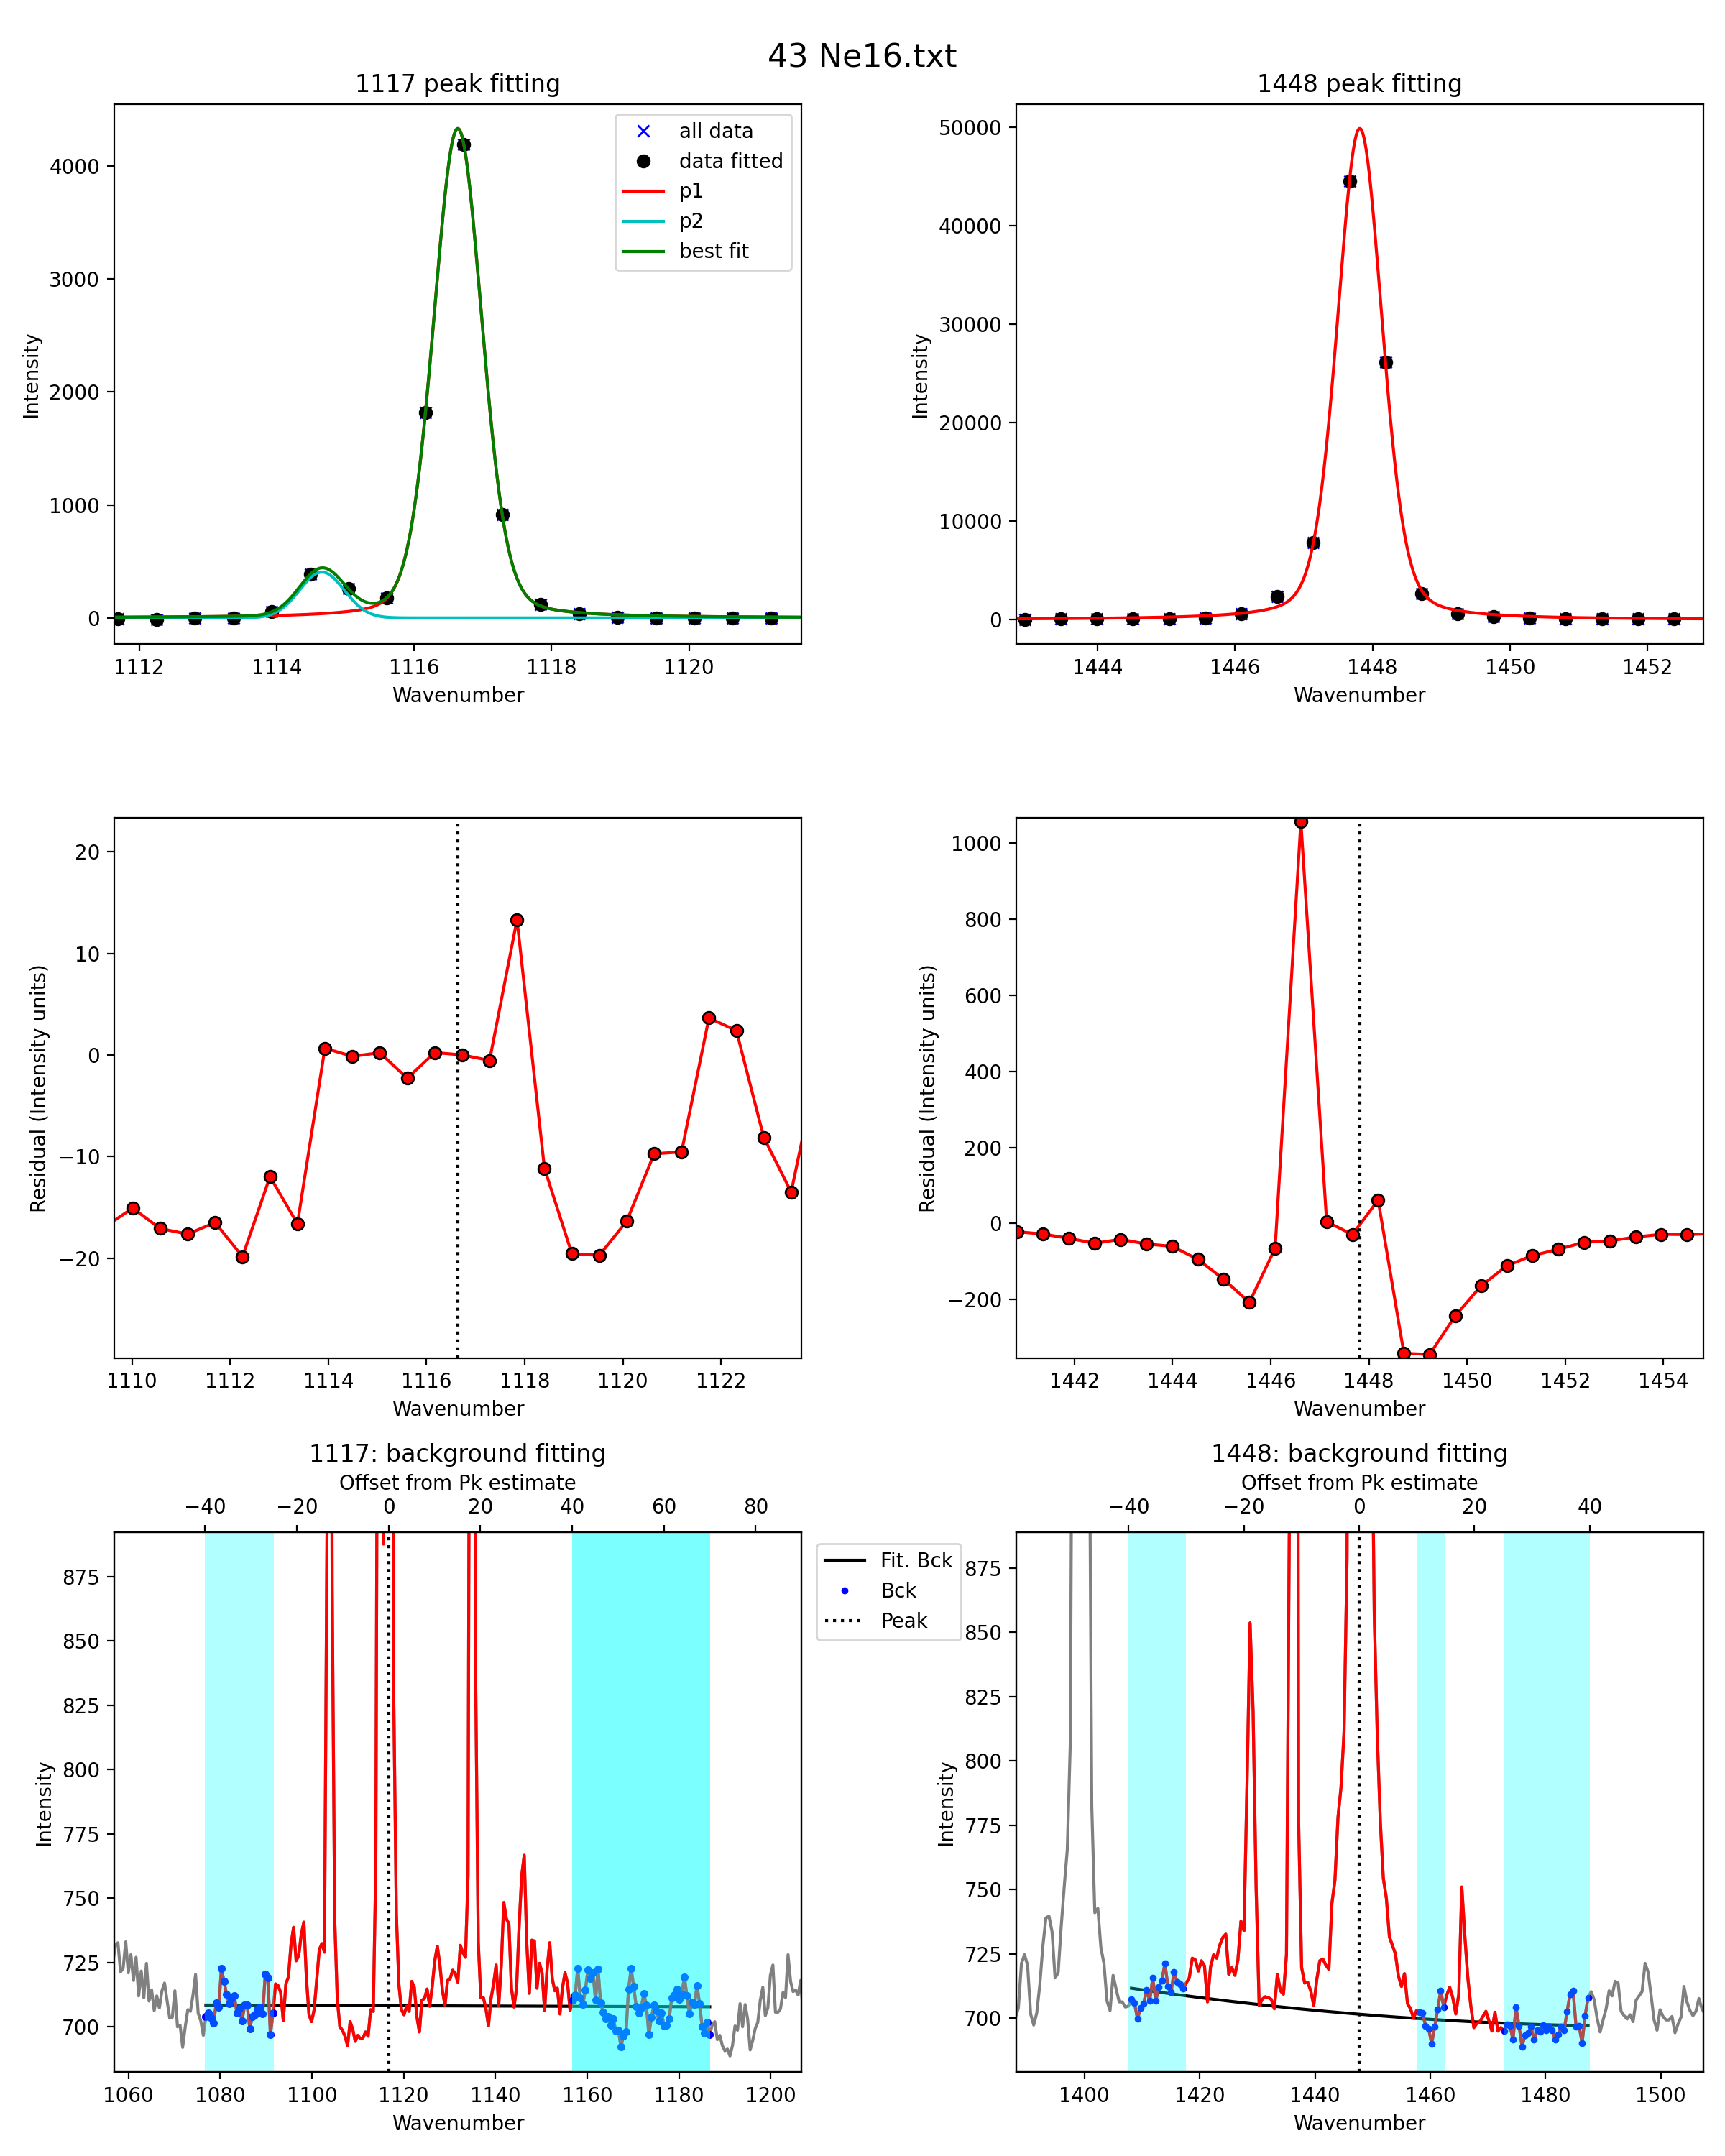 43 Ne16.txt
1117 peak fitting
all data
data fitted
p1
p2
best fit
4000
3000
2000
1000
0
Intensity
1112 1114 1116 1118 1120
Wavenumber
1448 peak fitting
50000
40000
30000
20000
10000
0
Intensity
1444 1446 1448 1450 1452
Wavenumber
20
10
0
−10
−20
Residual (Intensity units)
1110 1112 1114 1116 1118 1120 1122
Wavenumber
1000
800
600
400
200
0
−200
Residual (Intensity units)
1442 1444 1446 1448 1450 1452 1454
Wavenumber
1117: background fitting
Offset from Pk estimate
−40 −20 0 20 40 60 80
875
850
825
800
775
750
725
700
Intensity
1060 1080 1100 1120 1140 1160 1180 1200
Wavenumber
Fit. Bck
Bck
Peak
1448: background fitting
Offset from Pk estimate
−40 −20 0 20 40
875
850
825
800
775
750
725
700
Intensity
1400 1420 1440 1460 1480 1500
Wavenumber